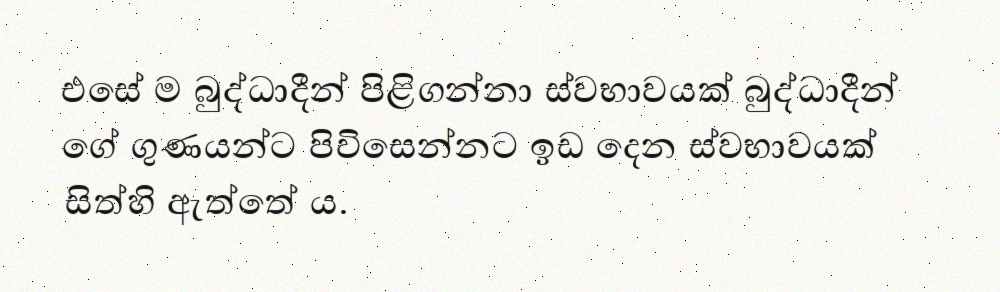 එසේ ම බුද්ධාදීන් පිළිගන්නා ස්වභාවයක් බුද්ධාදීන්
ගේ ගුණයන්ට පිවිසෙන්නට ඉඩ දෙන ස්වභාවයක්
සිත්හි ඇත්තේ ය.